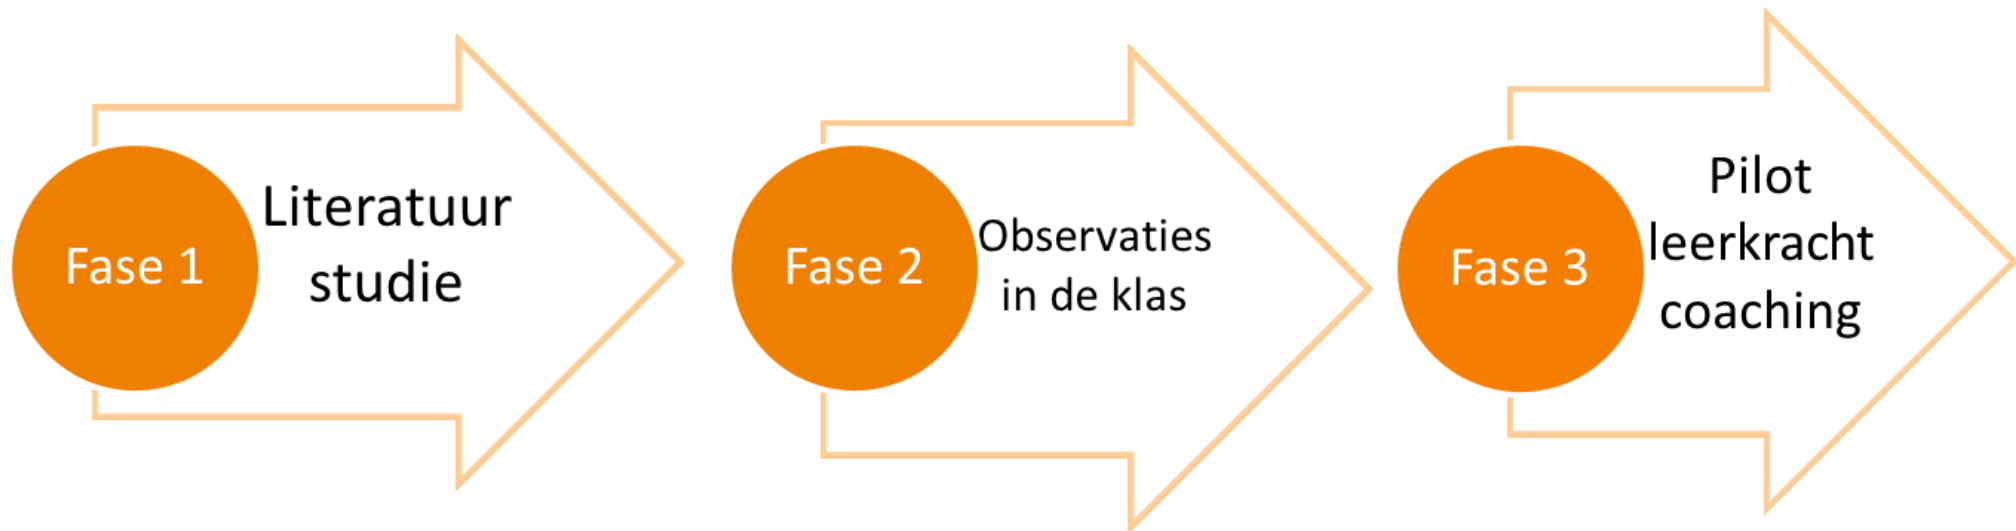 Fase 1
Literatuur
studie
Fase 2
Observaties
in de klas
Fase 3
Pilot
leerkracht
coaching